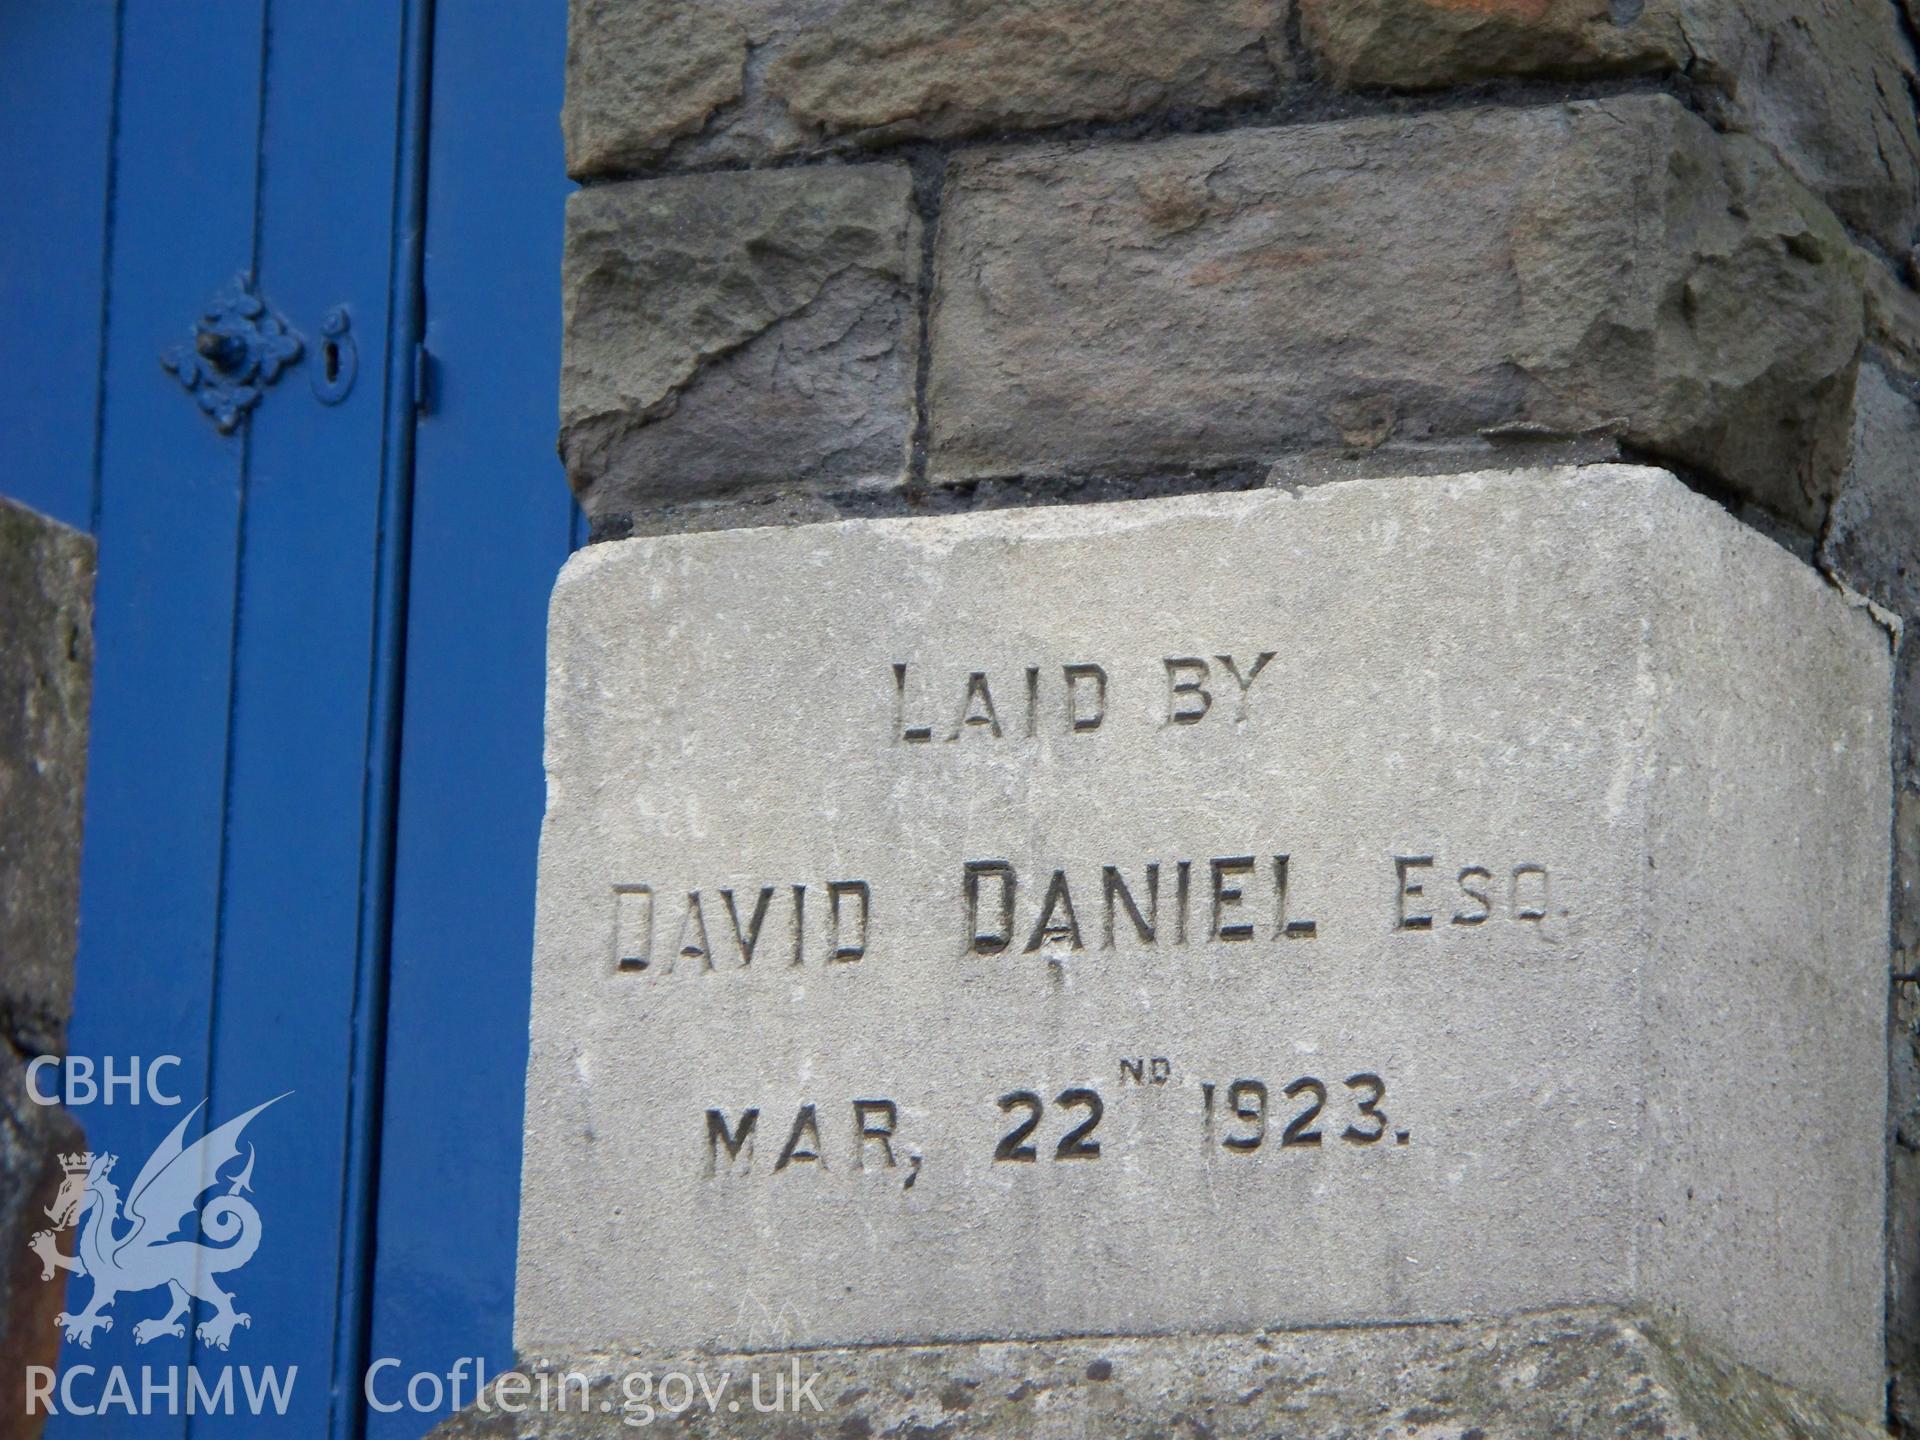 LAID BY
DAVID DANIEL ESQ.
MAR, 22ND 1923.
CBHC
RCAHMW Coflein.gov.uk